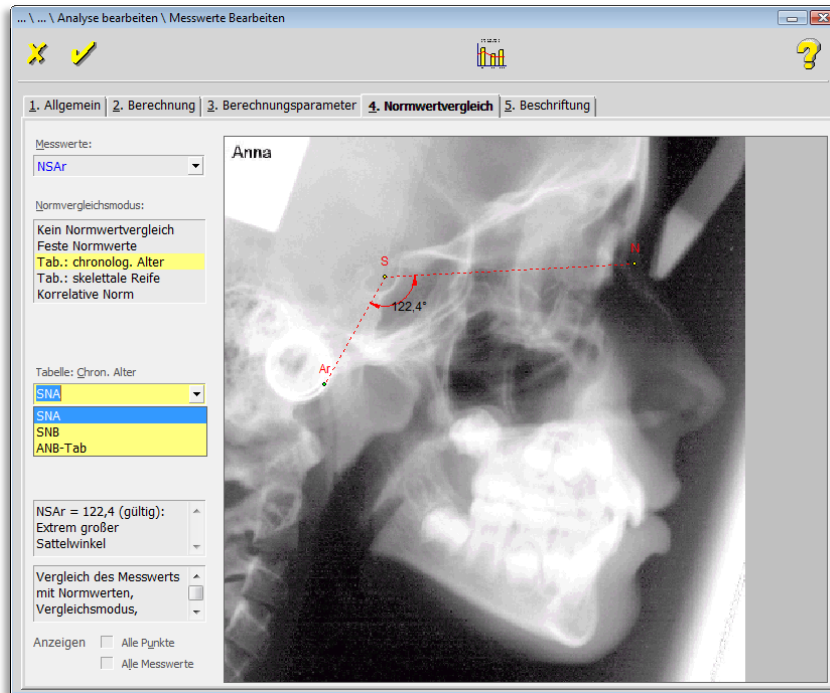 ... \ ... \ Analyse bearbeiten \ Messwerte Bearbeiten
1. Allgemein
2. Berechnung
3. Berechnungsparameter
4. Normwertvergleich
5. Beschriftung
Messwerte:
NSAr
Normvergleichsmodus:
Kein Normwertvergleich
Feste Normwerte
Tab.: chronolog. Alter
Tab.: skelettale Reife
Korrelative Norm
Tabelle: Chron. Alter
SNA
SNA
SNB
ANB-Tab
NSAr = 122,4 (gültig):
Extrem großer
Sattelwinkel
Vergleich des Messwerts
mit Normwerten,
Vergleichsmodus,
Anzeigen
Alle Punkte
Alle Messwerte
Anna
S
N
122,4°
Ar